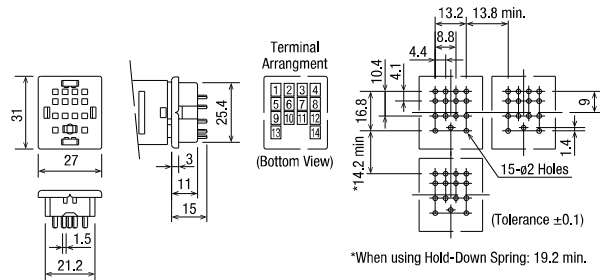 31
27
1.5
21.2
25.4
3
11
15
Terminal
Arrangment
1 2 3 4
5 6 7 8
9 10 11 12
13 14
(Bottom View)
13.2 13.8 min.
8.8
4.4
10.4
4.1
16.8
9
1.4
*14.2 min
15-ø2 Holes
(Tolerance ±0.1)
*When using Hold-Down Spring: 19.2 min.